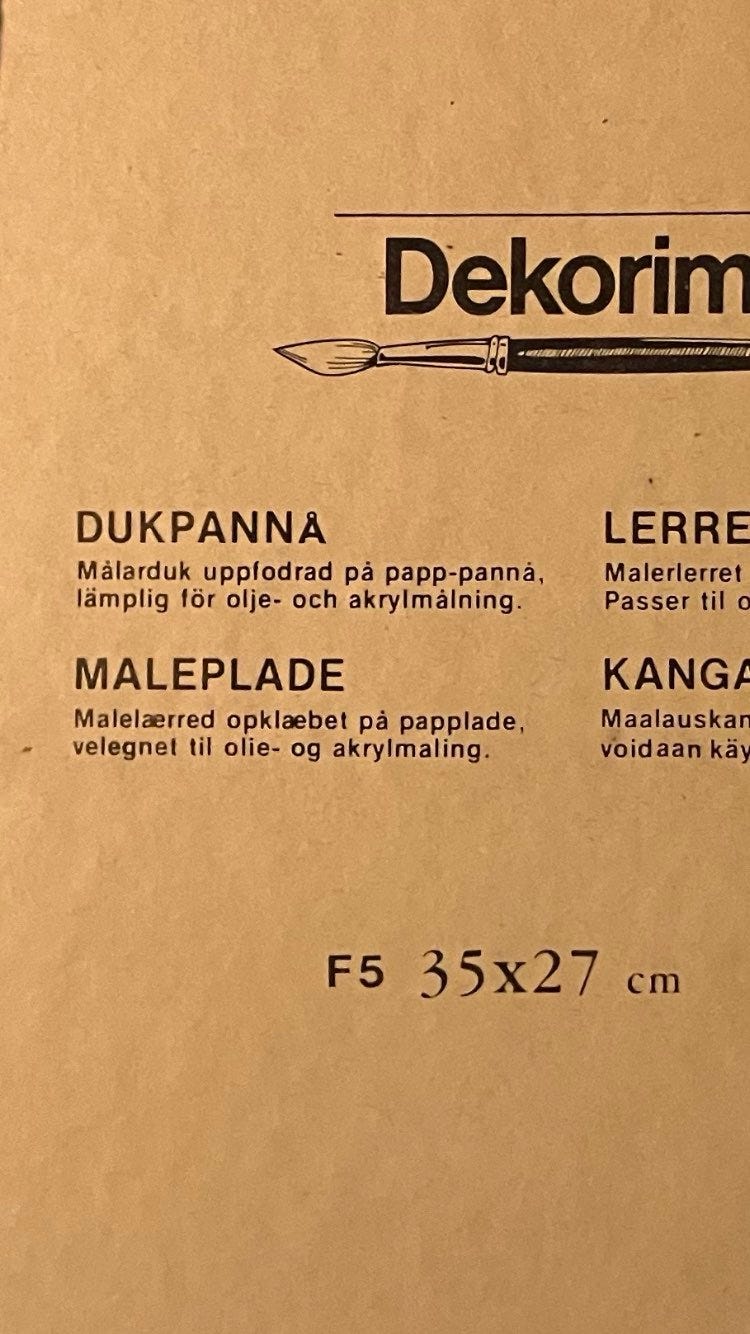 Dekorim
DUKPANNÅ
Målarduk uppfodrad på papp-pannå,
lämplig för olje- och akrylmålning.
MALEPLADE
Malelærred opklæbet på papplade,
velegnet til olie- og akrylmaling.
LERRE
Malerlerret
Passer til o
KANGA
Maalauskan
voidaan käy
F5 35x27 cm